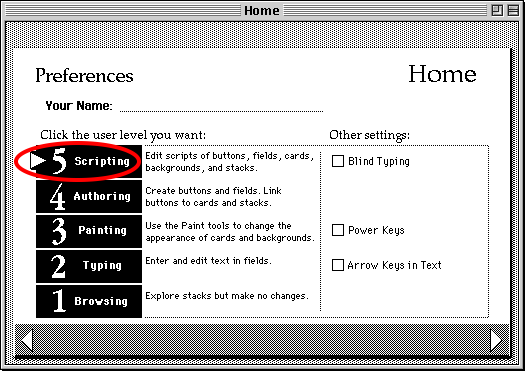 Home
Preferences
Home
Your Name:
Click the user level you want:
Other settings:
5 Scripting
Edit scripts of buttons, fields, cards,
backgrounds, and stacks.
Blind Typing
4 Authoring
Create buttons and fields. Link
buttons to cards and stacks.
3 Painting
Use the Paint tools to change the
appearance of cards and backgrounds.
Power Keys
2 Typing
Enter and edit text in fields.
Arrow Keys in Text
1 Browsing
Explore stacks but make no changes.